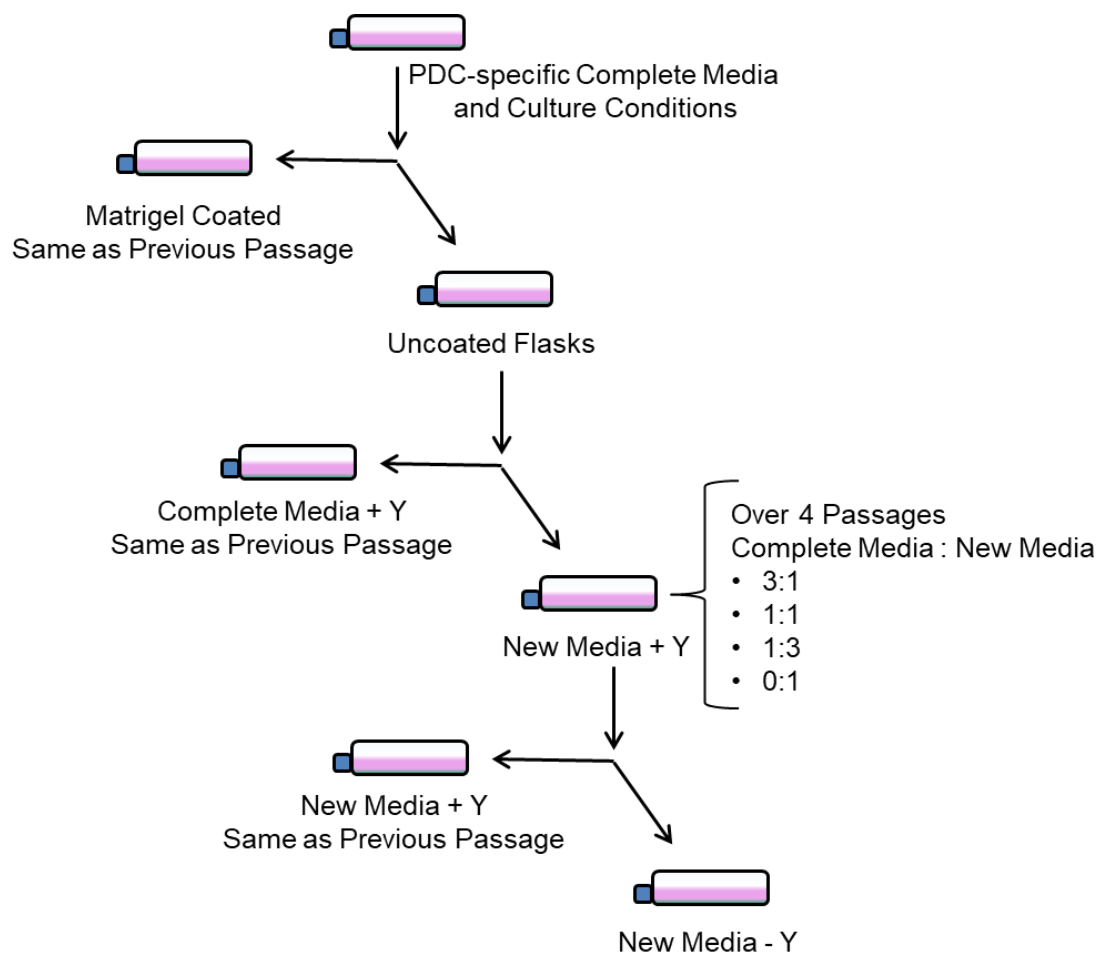 PDC-specific Complete Media
and Culture Conditions
Matrigel Coated
Same as Previous Passage
Uncoated Flasks
Complete Media + Y
Same as Previous Passage
Over 4 Passages
Complete Media : New Media
• 3:1
• 1:1
• 1:3
• 0:1
New Media + Y
New Media + Y
Same as Previous Passage
New Media - Y